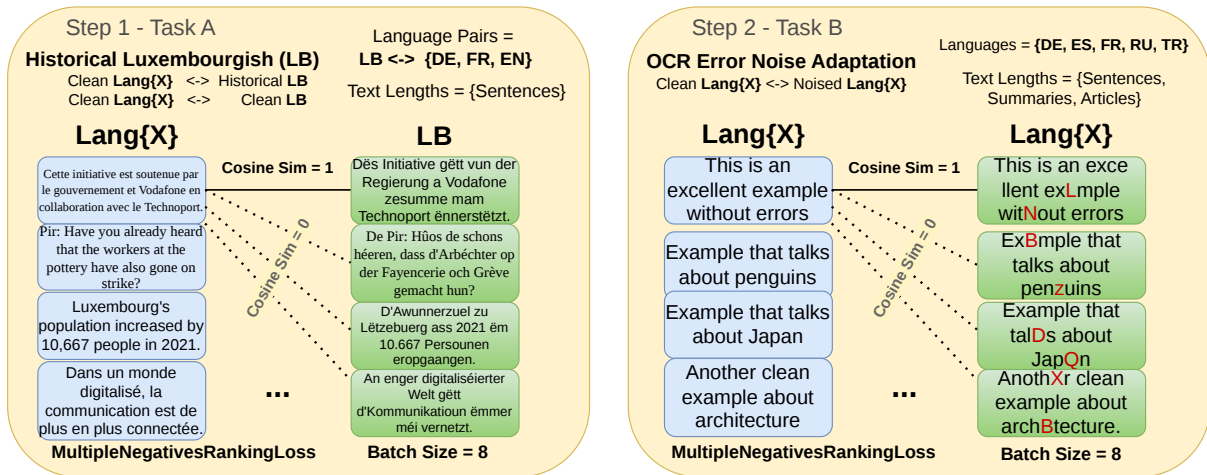 Step 1 - Task A
Historical Luxembourgish (LB)
Clean Lang{X} <-> Historical LB
Clean Lang{X} <-> Clean LB
Language Pairs =
LB <-> {DE, FR, EN}
Text Lengths = {Sentences}
Lang{X}
LB
Cette initiative est soutenue par
le gouvernement et Vodafone en
collaboration avec le Technoport.
Pir: Have you already heard
that the workers at the
pottery have also gone on
strike?
Luxembourg's
population increased by
10,667 people in 2021.
Dans un monde
digitalisé, la
communication est de
plus en plus connectée.
Cosine Sim = 1
Cosine Sim = 0
...
Dës Initiative gëtt vun der
Regierung a Vodafone
zesumme mam
Technoport ënnerstëtzt.
De Pir: Hûos de schons
héeren, dass d'Arbéchter op
der Fayencerie och Grève
gemacht hun?
D'Awunnerzuel zu
Lëtzebuerg ass 2021 ëm
10.667 Persounen
eropgaangen.
An enger digitaliséierter
Welt gëtt
d'Kommunikatioun ëmmer
méi vernetzt.
MultipleNegativesRankingLoss
Batch Size = 8
Step 2 - Task B
OCR Error Noise Adaptation
Clean Lang{X} <-> Noised Lang{X}
Languages = {DE, ES, FR, RU, TR}
Text Lengths = {Sentences,
Summaries, Articles}
Lang{X}
Lang{X}
This is an
excellent example
without errors
Example that talks
about penguins
Example that talks
about Japan
Another clean
example about
architecture
Cosine Sim = 1
Cosine Sim = 0
...
This is an exce
llent exLmple
witNout errors
ExBmple that
talks about
penzuins
Example that
talDs about
JapQn
AnothXr clean
example about
archBtecture.
MultipleNegativesRankingLoss
Batch Size = 8